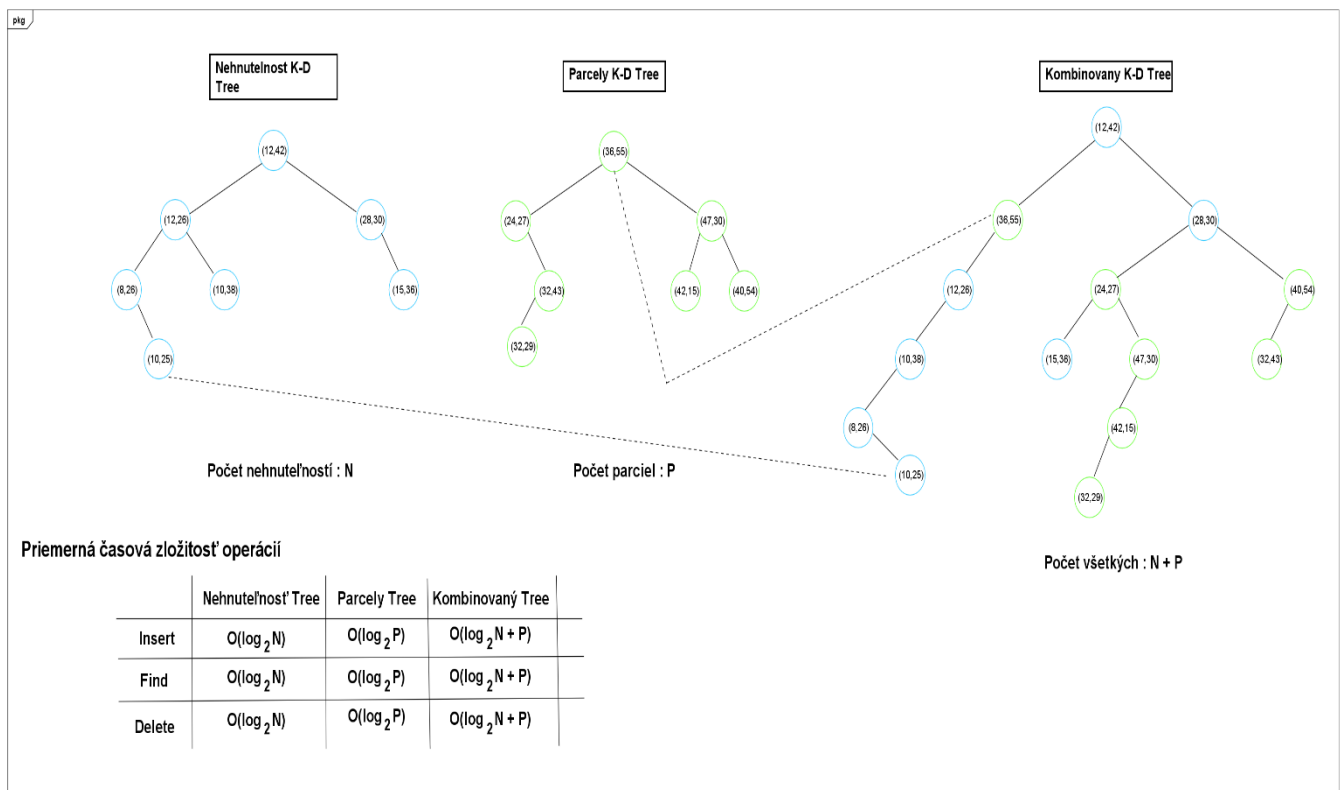 pkg
Nehnutelnost K-D
Tree
Parcely K-D Tree
Kombinovany K-D Tree
(12,42)
(12,26)
(28,30)
(8,26)
(10,38)
(15,36)
(10,25)
(36,55)
(24,27)
(47,30)
(32,43)
(42,15)
(40,54)
(32,29)
(12,42)
(36,55)
(28,30)
(12,26)
(24,27)
(40,54)
(10,38)
(15,36)
(47,30)
(32,43)
(8,26)
(42,15)
(10,25)
(32,29)
Počet nehnuteľností : N
Počet parciel : P
Počet všetkých : N + P
Priemerná časová zložitosť operácií
Nehnuteľnosť Tree Parcely Tree Kombinovaný Tree
Insert O(log 2 N) O(log 2 P) O(log 2 N + P)
Find O(log 2 N) O(log 2 P) O(log 2 N + P)
Delete O(log 2 N) O(log 2 P) O(log 2 N + P)